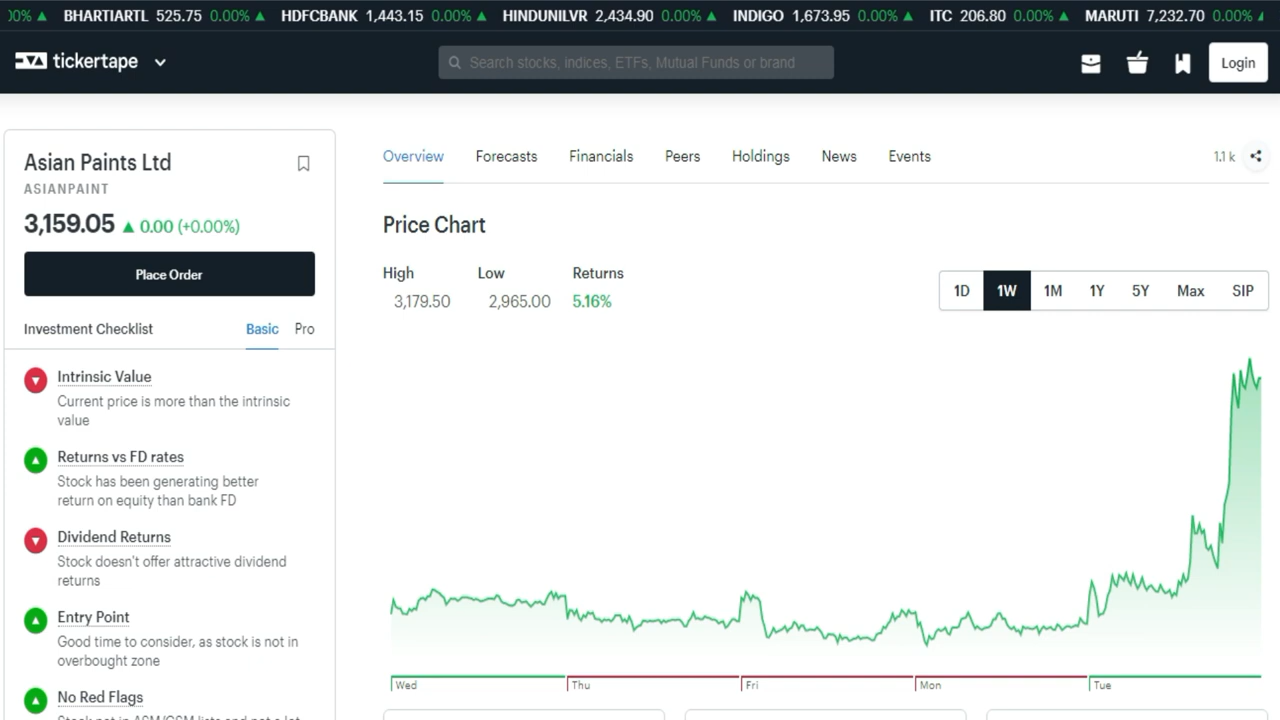 00% ▲ BHARTIARTL 525.75 0.00% ▲ HDFCBANK 1,443.15 0.00% ▲ HINDUNILVR 2,434.90 0.00% ▲ INDIGO 1,673.95 0.00% ▲ ITC 206.80 0.00% ▲ MARUTI 7,232.70 0.00%
tickertape
Search stocks, indices, ETFs, Mutual Funds or brand
Login
Asian Paints Ltd
ASIANPAINT
3,159.05 ▲ 0.00 (+0.00%)
Place Order
Investment Checklist Basic Pro
Intrinsic Value
Current price is more than the intrinsic
value
Returns vs FD rates
Stock has been generating better
return on equity than bank FD
Dividend Returns
Stock doesn't offer attractive dividend
returns
Entry Point
Good time to consider, as stock is not in
overbought zone
No Red Flags
Overview Forecasts Financials Peers Holdings News Events 1.1 k
Price Chart
High Low Returns
3,179.50 2,965.00 5.16%
1D 1W 1M 1Y 5Y Max SIP
Wed Thu Fri Mon Tue